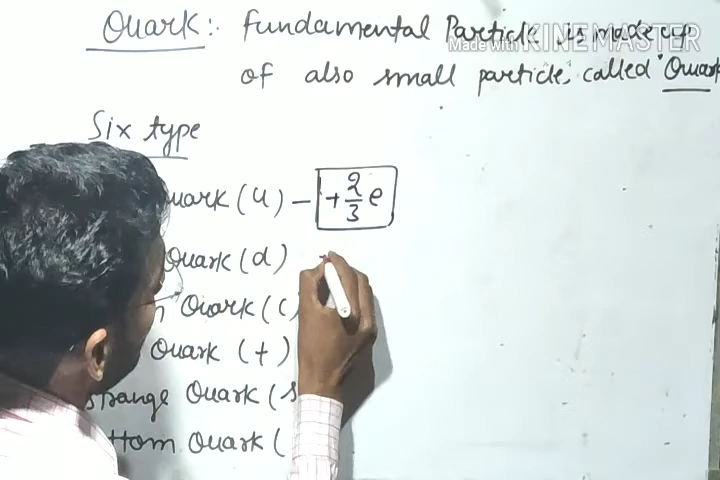 Quark:. fundamental Particle is made up
Made with KINEMASTER
of also small particle, called "Quark
Six type
uark (u) - +2/3 e
Quark (d)
Quark (c)
Quark (t)
strange Quark (s
ttom Quark (